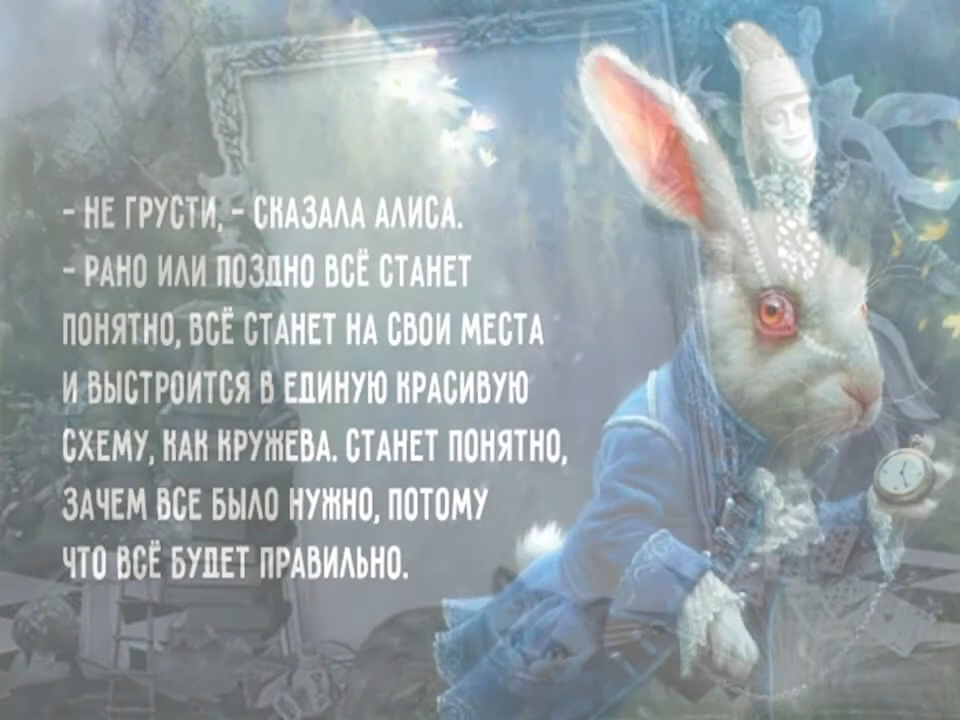 - НЕ ГРУСТИ, - СКАЗАЛА АЛИСА.
- РАНО ИЛИ ПОЗДНО ВСЁ СТАНЕТ
ПОНЯТНО, ВСЁ СТАНЕТ НА СВОИ МЕСТА
И ВЫСТРОИТСЯ В ЕДИНУЮ КРАСИВУЮ
СХЕМУ, КАК КРУЖЕВА. СТАНЕТ ПОНЯТНО,
ЗАЧЕМ ВСЕ БЫЛО НУЖНО, ПОТОМУ
ЧТО ВСЁ БУДЕТ ПРАВИЛЬНО.